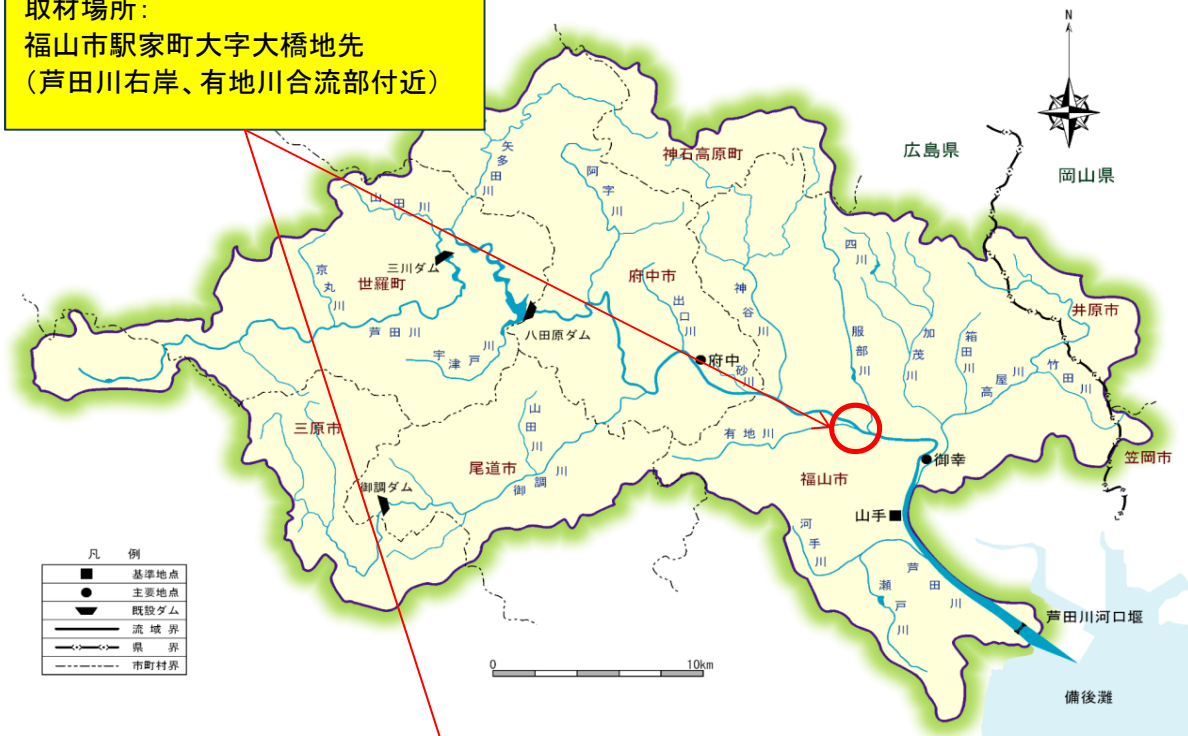 取材場所：
福山市駅家町大字大橋地先
（芦田川右岸、有地川合流部付近）
N
広島県
岡山県
神石高原町
矢多田川
阿字川
山田川
三川ダム
京丸川
世羅町
芦田川
宇津戸川
八田原ダム
府中市
出口川
神谷川
四川
服部川
加茂川
箱田川
高屋川
竹田川
井原市
府中
砂川
有地川
三原市
山田川
尾道市
御調川
御調ダム
福山市
御幸
笠岡市
山手
河手川
瀬戸川
芦田川
芦田川河口堰
備後灘
凡 例
基準地点
主要地点
既設ダム
流域界
県界
市町村界
0 10km